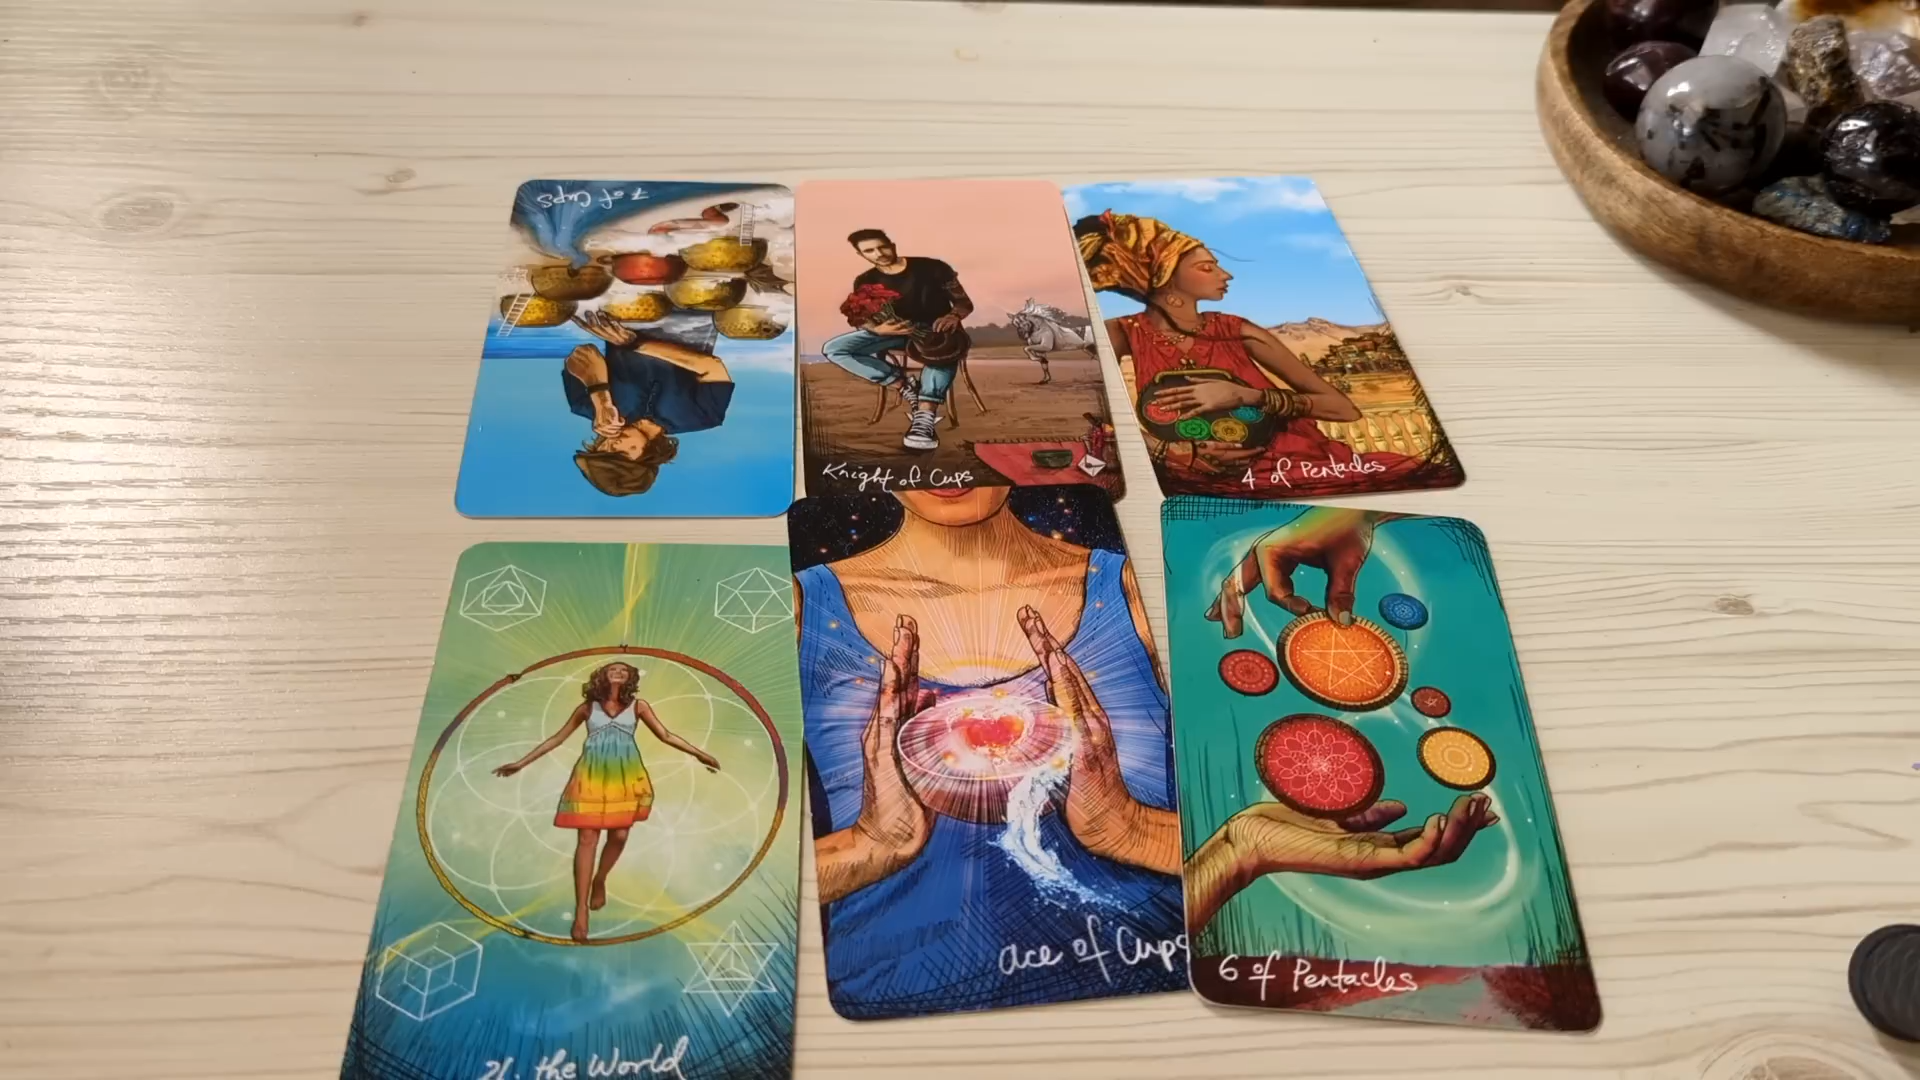 7 of Cups
Knight of Cups
4 of Pentacles
21. the World
ace of Cups
6 of Pentacles